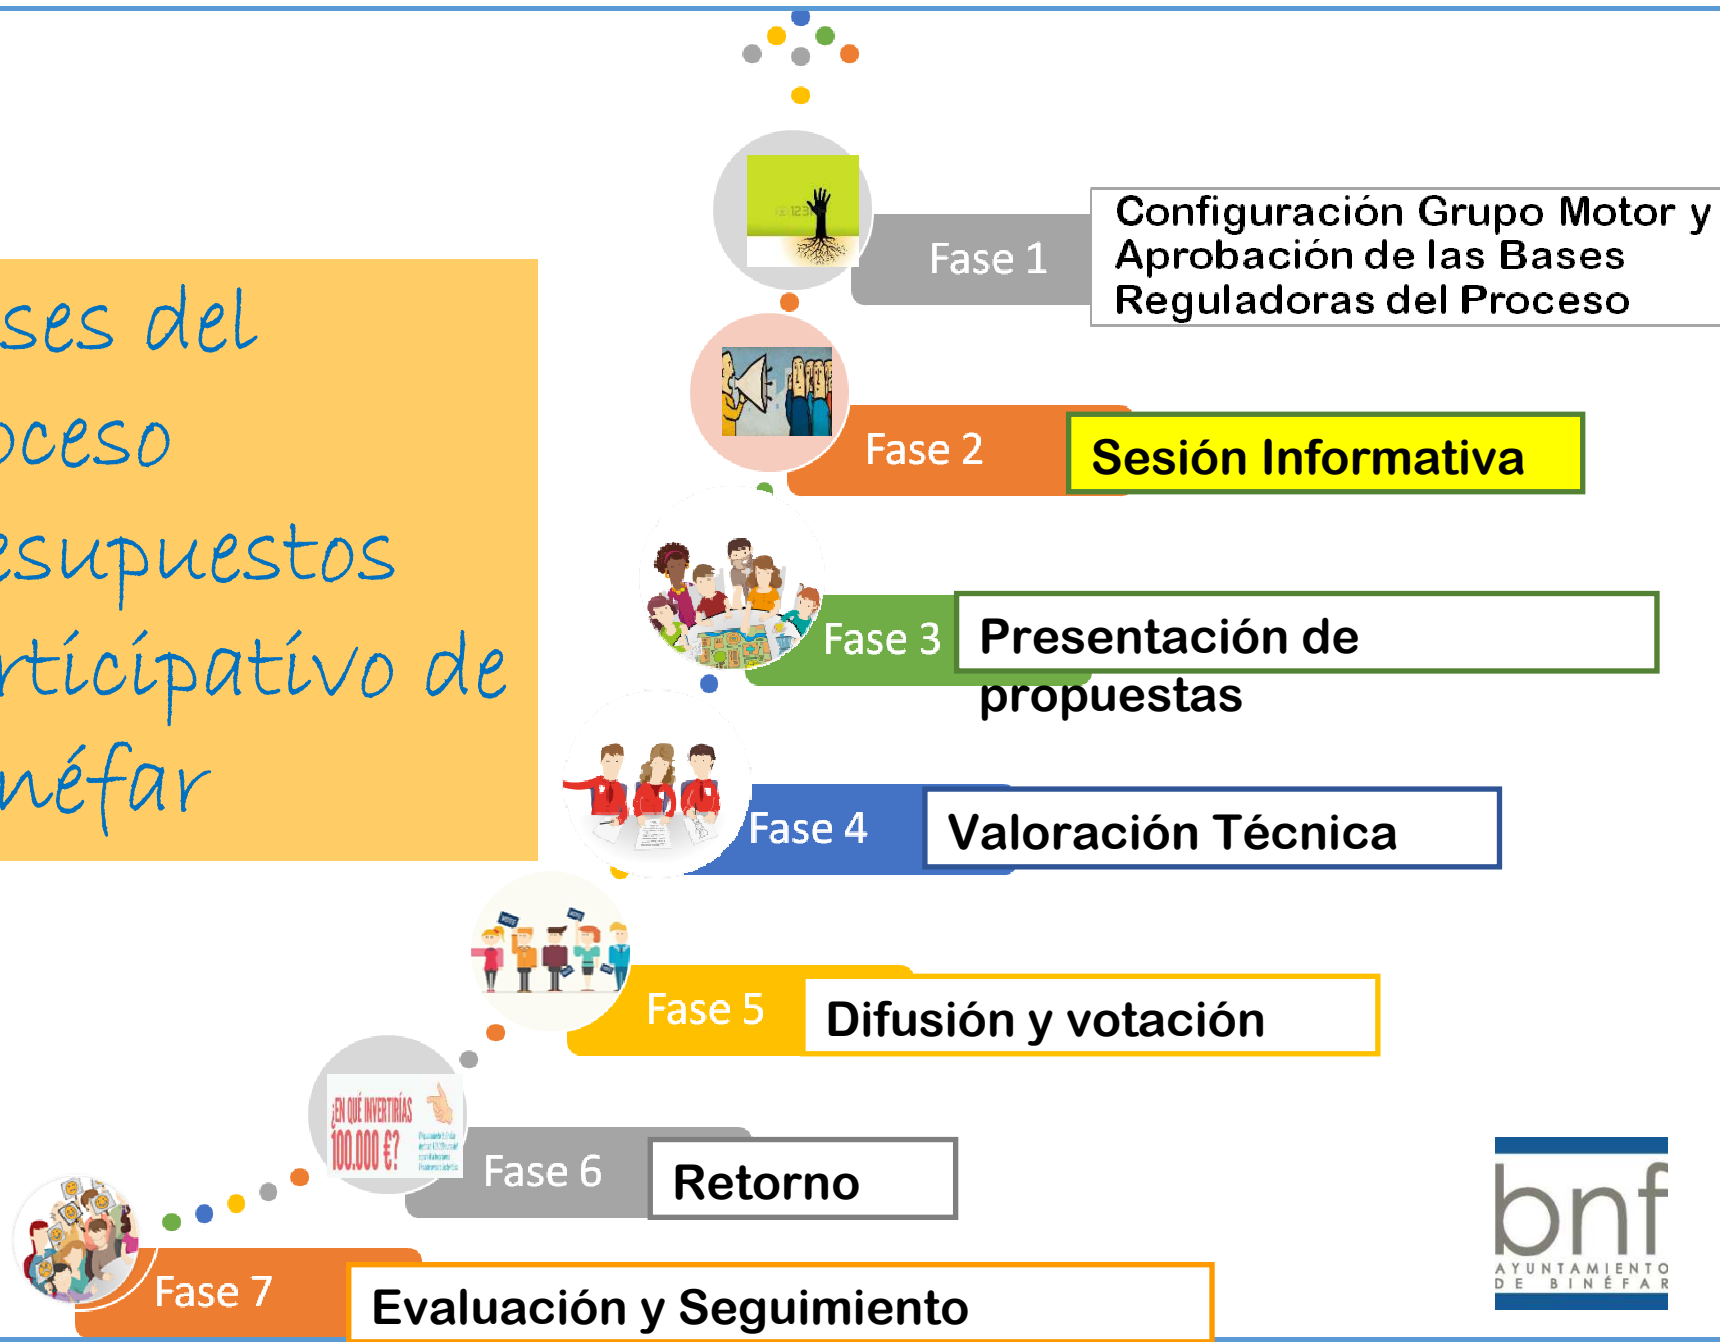 ses del
oceso
esupuestos
rticipativo de
néfar
Fase 1
Configuración Grupo Motor y
Aprobación de las Bases
Reguladoras del Proceso
Fase 2
Sesión Informativa
Fase 3
Presentación de
propuestas
Fase 4
Valoración Técnica
Fase 5
Difusión y votación
¿EN QUÉ INVERTIRÍAS
100.000 €?
Fase 6
Retorno
Fase 7
Evaluación y Seguimiento
bnf
AYUNTAMIENTO
DE BINÉFAR